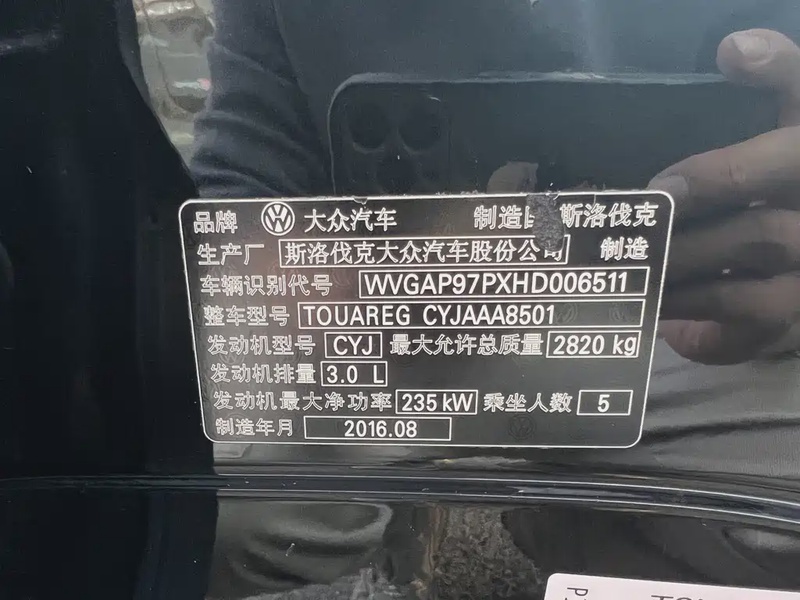 品牌 大众汽车 制造 斯洛伐克
生产厂 斯洛伐克大众汽车股份公司 制造
车辆识别代号 WVGAP97PXHD006511
整车型号 TOUAREG CYJAAA8501
发动机型号 CYJ 最大允许总质量 2820 kg
发动机排量 3.0 L
发动机最大净功率 235 kW 乘坐人数 5
制造年月 2016.08